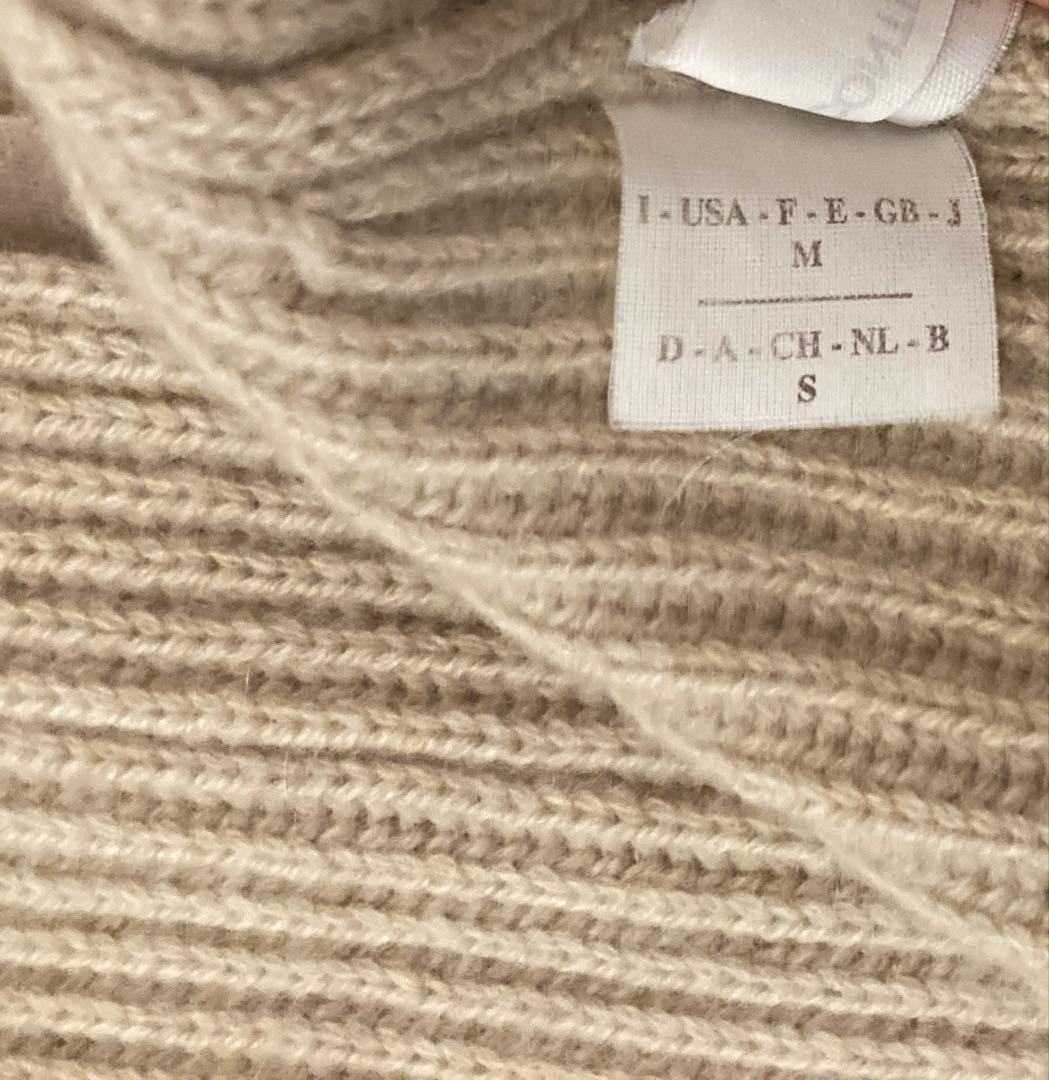 I - USA - F - E - GB - J
M
D - A - CH - NL - B
S